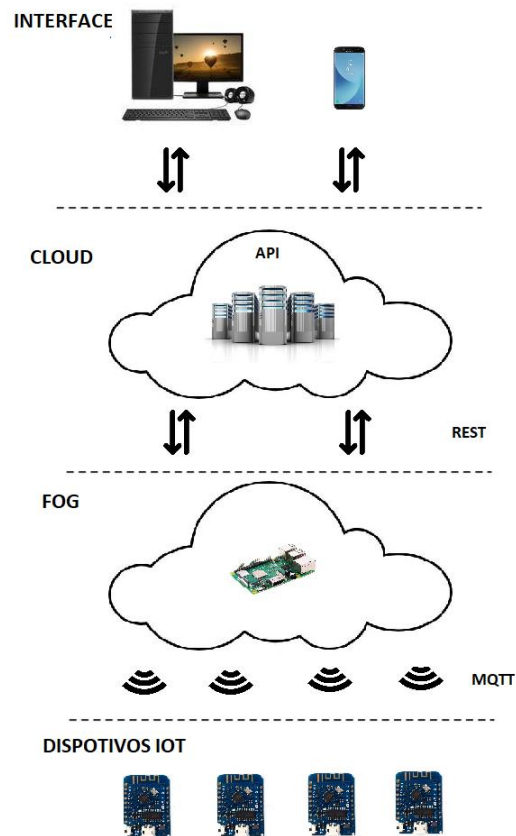 INTERFACE
CLOUD
API
REST
FOG
MQTT
DISPOTIVOS IOT